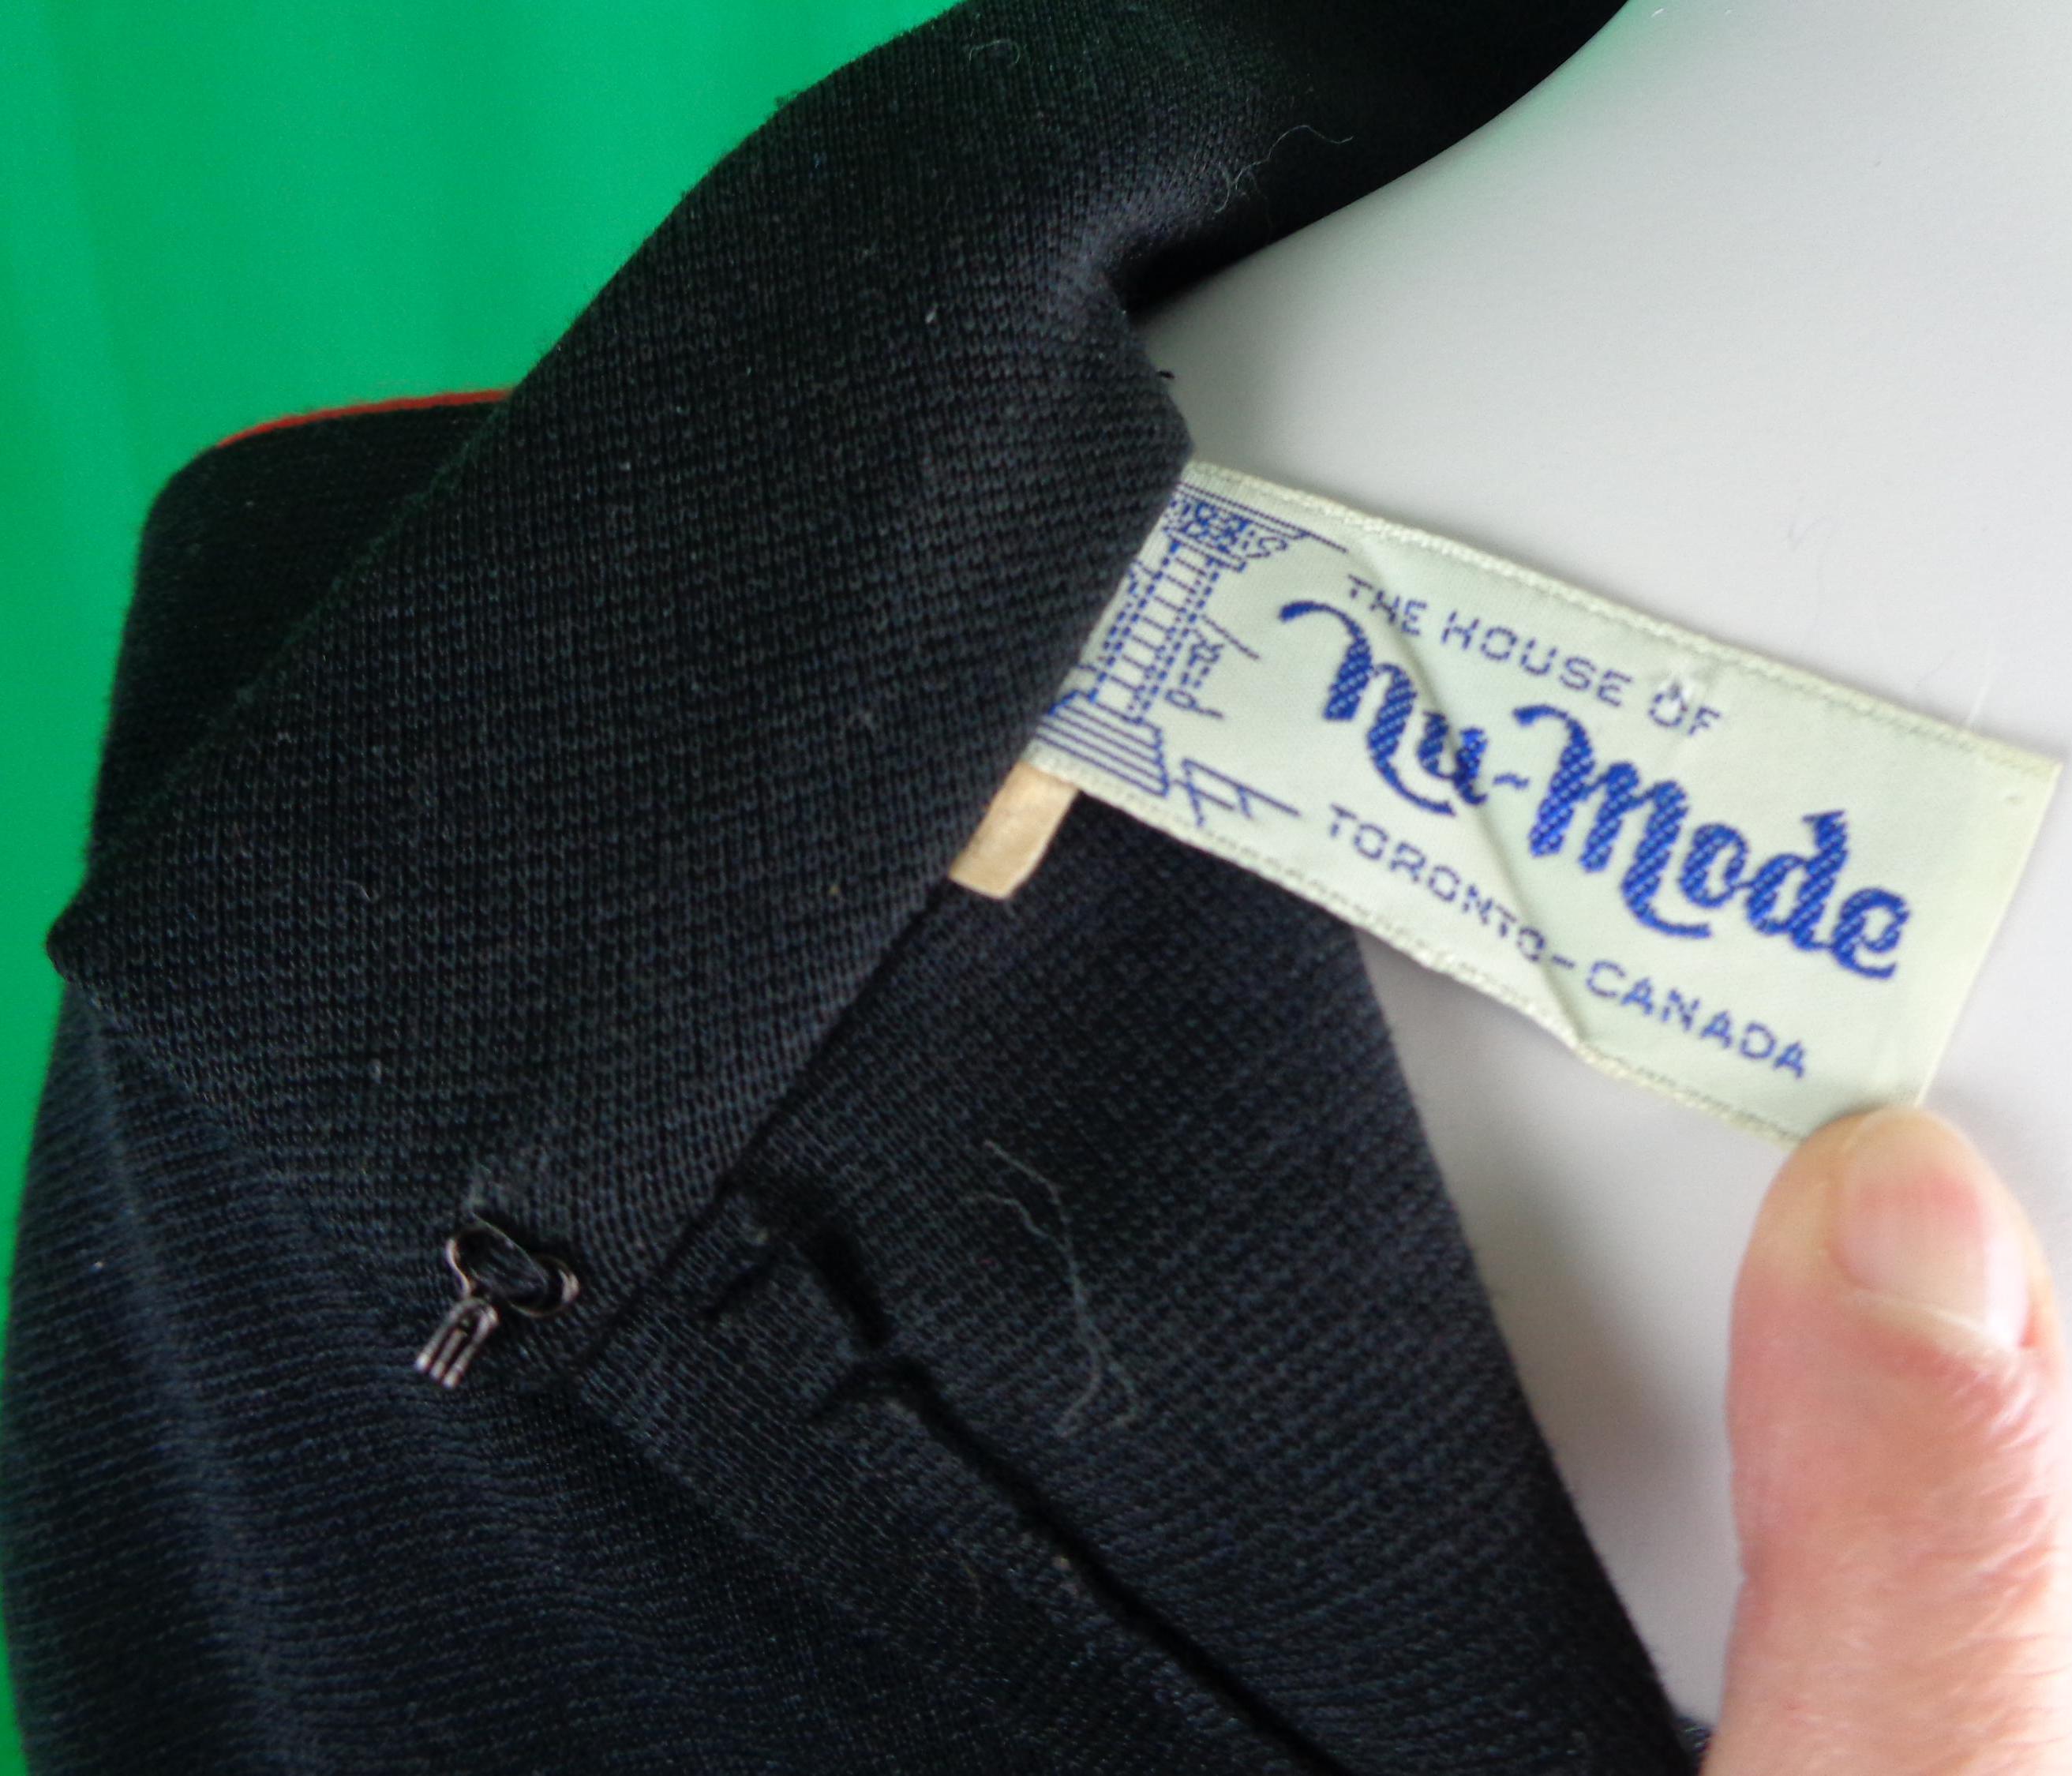 THE HOUSE OF
Nu-Mode
TORONTO-CANADA